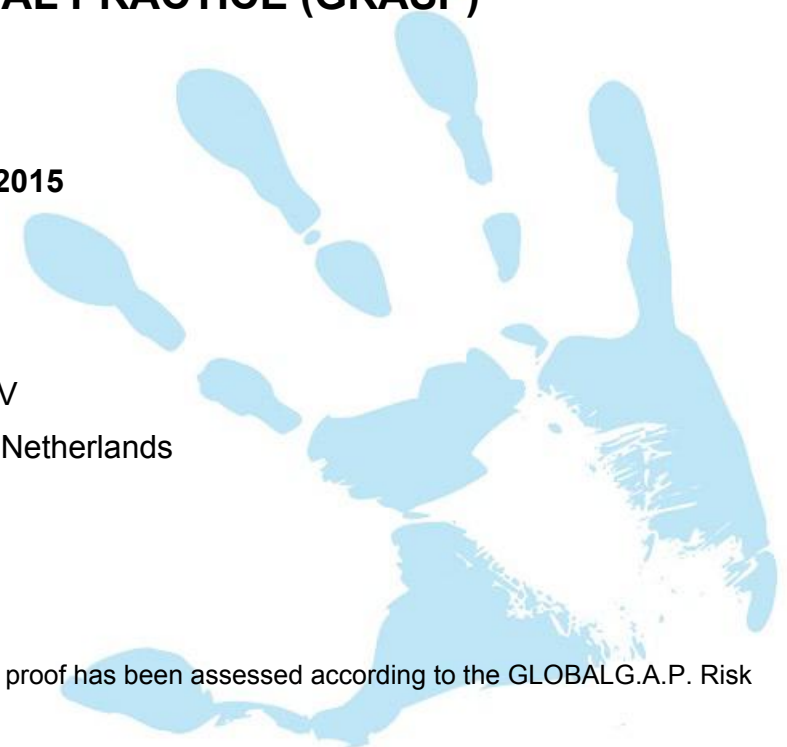 AL PRACTICE (GRASP)
2015
V
Netherlands
proof has been assessed according to the GLOBALG.A.P. Risk